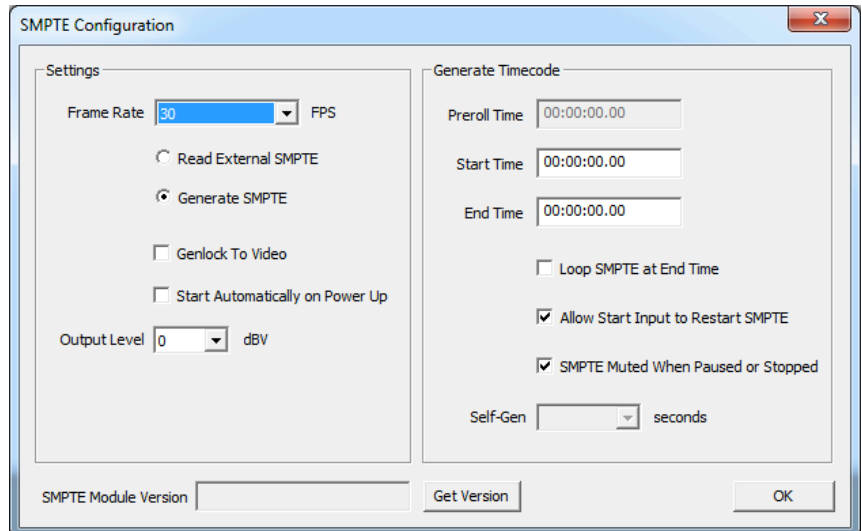 SMPTE Configuration
Settings
Frame Rate 30 FPS
Read External SMPTE
Generate SMPTE
Genlock To Video
Start Automatically on Power Up
Output Level 0 dBV
Generate Timecode
Preroll Time 00:00:00.00
Start Time 00:00:00.00
End Time 00:00:00.00
Loop SMPTE at End Time
Allow Start Input to Restart SMPTE
SMPTE Muted When Paused or Stopped
Self-Gen seconds
SMPTE Module Version Get Version OK